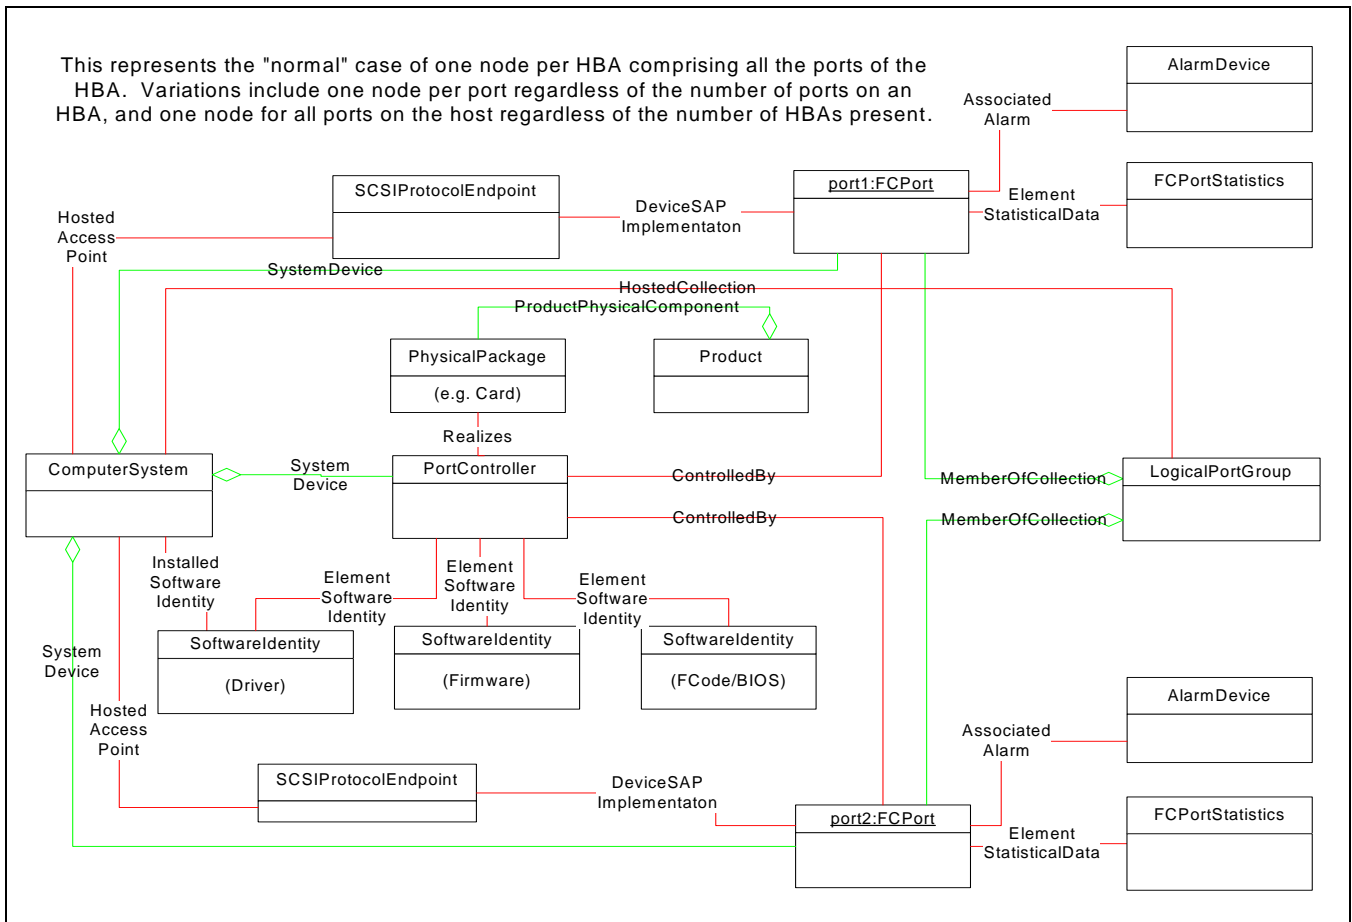 This represents the "normal" case of one node per HBA comprising all the ports of the
HBA. Variations include one node per port regardless of the number of ports on an
HBA, and one node for all ports on the host regardless of the number of HBAs present.
AlarmDevice
Associated
Alarm
SCSIProtocolEndpoint
port1:FCPort
FCPortStatistics
Element
StatisticalData
Hosted
Access
Point
DeviceSAP
Implementaton
SystemDevice
HostedCollection
ProductPhysicalComponent
PhysicalPackage
(e.g. Card)
Product
Realizes
ComputerSystem
System
Device
PortController
ControlledBy
MemberOfCollection
LogicalPortGroup
ControlledBy
MemberOfCollection
Installed
Software
Identity
Element
Software
Identity
Element
Software
Identity
Element
Software
Identity
SoftwareIdentity
(Driver)
SoftwareIdentity
(Firmware)
SoftwareIdentity
(FCode/BIOS)
System
Device
Hosted
Access
Point
AlarmDevice
Associated
Alarm
SCSIProtocolEndpoint
DeviceSAP
Implementaton
port2:FCPort
FCPortStatistics
Element
StatisticalData